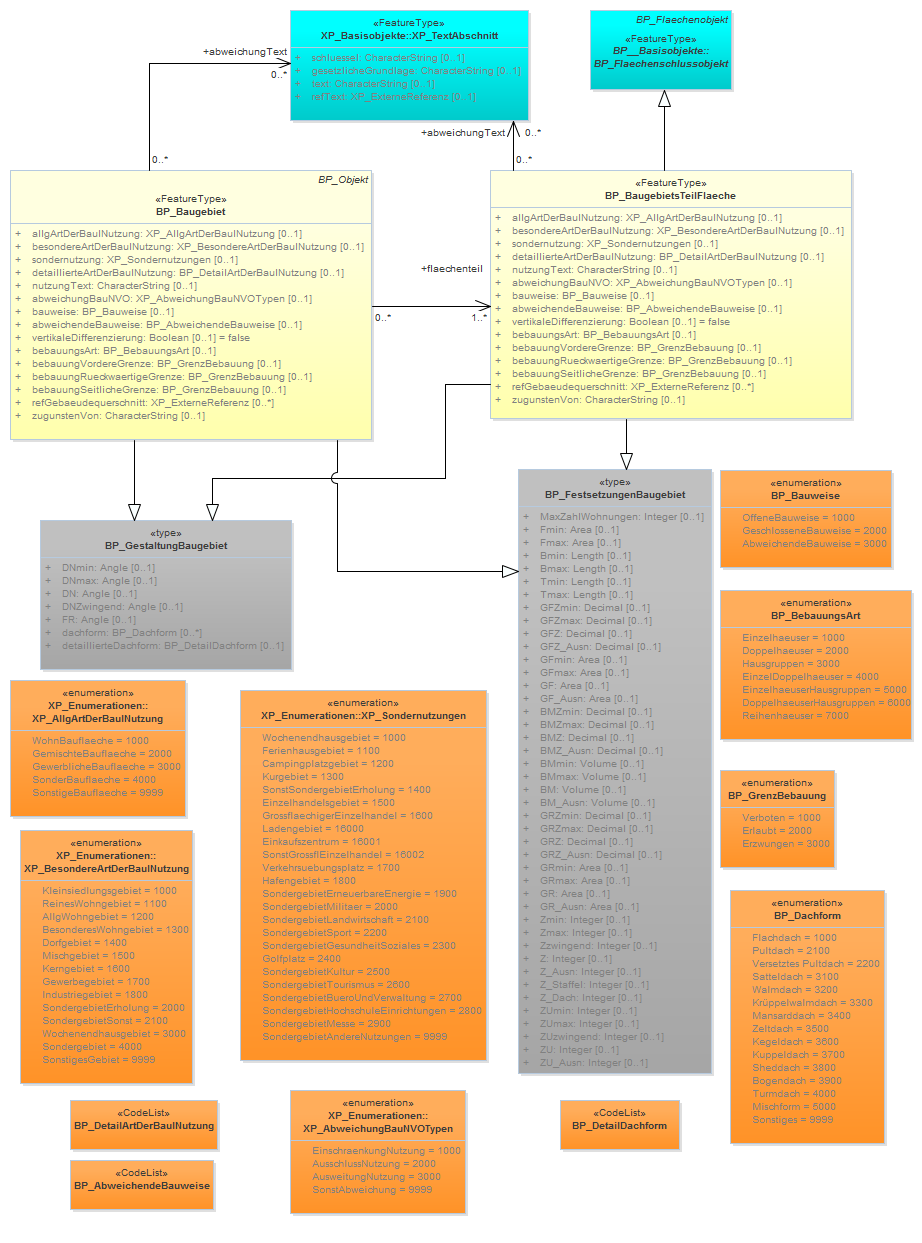 «FeatureType»
XP_Basisobjekte::XP_TextAbschnitt
+ schluessel: CharacterString [0..1]
+ gesetzlicheGrundlage: CharacterString [0..1]
+ text: CharacterString [0..1]
+ refText: XP_ExterneReferenz [0..1]
BP_Flaechenobjekt
«FeatureType»
BP__Basisobjekte::
BP_Flaechenschlussobjekt
+abweichungText
0..*
0..*
+abweichungText
0..*
0..*
BP_Objekt
«FeatureType»
BP_Baugebiet
+ allgArtDerBaulNutzung: XP_AllgArtDerBaulNutzung [0..1]
+ besondereArtDerBaulNutzung: XP_BesondereArtDerBaulNutzung [0..1]
+ sondernutzung: XP_Sondernutzungen [0..1]
+ detaillierteArtDerBaulNutzung: BP_DetailArtDerBaulNutzung [0..1]
+ nutzungText: CharacterString [0..1]
+ abweichungBauNVO: XP_AbweichungBauNVOTypen [0..1]
+ bauweise: BP_Bauweise [0..1]
+ abweichendeBauweise: BP_AbweichendeBauweise [0..1]
+ vertikaleDifferenzierung: Boolean [0..1] = false
+ bebauungsArt: BP_BebauungsArt [0..1]
+ bebauungVordereGrenze: BP_GrenzBebauung [0..1]
+ bebauungRueckwaertigeGrenze: BP_GrenzBebauung [0..1]
+ bebauungSeitlicheGrenze: BP_GrenzBebauung [0..1]
+ refGebaeudequerschnitt: XP_ExterneReferenz [0..*]
+ zugunstenVon: CharacterString [0..1]
+flaechenteil
0..*
1..*
«FeatureType»
BP_BaugebietsTeilFlaeche
+ allgArtDerBaulNutzung: XP_AllgArtDerBaulNutzung [0..1]
+ besondereArtDerBaulNutzung: XP_BesondereArtDerBaulNutzung [0..1]
+ sondernutzung: XP_Sondernutzungen [0..1]
+ detaillierteArtDerBaulNutzung: BP_DetailArtDerBaulNutzung [0..1]
+ nutzungText: CharacterString [0..1]
+ abweichungBauNVO: XP_AbweichungBauNVOTypen [0..1]
+ bauweise: BP_Bauweise [0..1]
+ abweichendeBauweise: BP_AbweichendeBauweise [0..1]
+ vertikaleDifferenzierung: Boolean [0..1] = false
+ bebauungsArt: BP_BebauungsArt [0..1]
+ bebauungVordereGrenze: BP_GrenzBebauung [0..1]
+ bebauungRueckwaertigeGrenze: BP_GrenzBebauung [0..1]
+ bebauungSeitlicheGrenze: BP_GrenzBebauung [0..1]
+ refGebaeudequerschnitt: XP_ExterneReferenz [0..*]
+ zugunstenVon: CharacterString [0..1]
«type»
BP_GestaltungBaugebiet
+ DNmin: Angle [0..1]
+ DNmax: Angle [0..1]
+ DN: Angle [0..1]
+ DNZwingend: Angle [0..1]
+ FR: Angle [0..1]
+ dachform: BP_Dachform [0..*]
+ detaillierteDachform: BP_DetailDachform [0..1]
«type»
BP_FestsetzungenBaugebiet
+ MaxZahlWohnungen: Integer [0..1]
+ Fmin: Area [0..1]
+ Fmax: Area [0..1]
+ Bmin: Length [0..1]
+ Bmax: Length [0..1]
+ Tmin: Length [0..1]
+ Tmax: Length [0..1]
+ GFZmin: Decimal [0..1]
+ GFZmax: Decimal [0..1]
+ GFZ: Decimal [0..1]
+ GFZ_Ausn: Decimal [0..1]
+ GFmin: Area [0..1]
+ GFmax: Area [0..1]
+ GF: Area [0..1]
+ GF_Ausn: Area [0..1]
+ BMZmin: Decimal [0..1]
+ BMZmax: Decimal [0..1]
+ BMZ: Decimal [0..1]
+ BMZ_Ausn: Decimal [0..1]
+ BMmin: Volume [0..1]
+ BMmax: Volume [0..1]
+ BM: Volume [0..1]
+ BM_Ausn: Volume [0..1]
+ GRZmin: Decimal [0..1]
+ GRZmax: Decimal [0..1]
+ GRZ: Decimal [0..1]
+ GRZ_Ausn: Decimal [0..1]
+ GRmin: Area [0..1]
+ GRmax: Area [0..1]
+ GR: Area [0..1]
+ GR_Ausn: Area [0..1]
+ Zmin: Integer [0..1]
+ Zmax: Integer [0..1]
+ Zzwingend: Integer [0..1]
+ Z: Integer [0..1]
+ Z_Ausn: Integer [0..1]
+ Z_Staffel: Integer [0..1]
+ Z_Dach: Integer [0..1]
+ ZUmin: Integer [0..1]
+ ZUmax: Integer [0..1]
+ ZUzwingend: Integer [0..1]
+ ZU: Integer [0..1]
+ ZU_Ausn: Integer [0..1]
«enumeration»
BP_Bauweise
OffeneBauweise = 1000
GeschlosseneBauweise = 2000
AbweichendeBauweise = 3000
«enumeration»
BP_BebauungsArt
Einzelhaeuser = 1000
Doppelhaeuser = 2000
Hausgruppen = 3000
EinzelDoppelhaeuser = 4000
EinzelhaeuserHausgruppen = 5000
DoppelhaeuserHausgruppen = 6000
Reihenhaeuser = 7000
«enumeration»
XP_Enumerationen::
XP_AllgArtDerBaulNutzung
WohnBauflaeche = 1000
GemischteBauflaeche = 2000
GewerblicheBauflaeche = 3000
SonderBauflaeche = 4000
SonstigeBauflaeche = 9999
«enumeration»
XP_Enumerationen::XP_Sondernutzungen
Wochenendhausgebiet = 1000
Ferienhausgebiet = 1100
Campingplatzgebiet = 1200
Kurgebiet = 1300
SonstSondergebietErholung = 1400
Einzelhandelsgebiet = 1500
GrossflaechigerEinzelhandel = 1600
Ladengebiet = 16000
Einkaufszentrum = 16001
SonstGrossflEinzelhandel = 16002
Verkehrsuebungsplatz = 1700
Hafengebiet = 1800
SondergebietErneuerbareEnergie = 1900
SondergebietMilitaer = 2000
SondergebietLandwirtschaft = 2100
SondergebietSport = 2200
SondergebietGesundheitSoziales = 2300
Golfplatz = 2400
SondergebietKultur = 2500
SondergebietTourismus = 2600
SondergebietBueroUndVerwaltung = 2700
SondergebietHochschuleEinrichtungen = 2800
SondergebietMesse = 2900
SondergebietAndereNutzungen = 9999
«enumeration»
BP_GrenzBebauung
Verboten = 1000
Erlaubt = 2000
Erzwungen = 3000
«enumeration»
XP_Enumerationen::
XP_BesondereArtDerBaulNutzung
Kleinsiedlungsgebiet = 1000
ReinesWohngebiet = 1100
AllgWohngebiet = 1200
BesonderesWohngebiet = 1300
Dorfgebiet = 1400
Mischgebiet = 1500
Kerngebiet = 1600
Gewerbegebiet = 1700
Industriegebiet = 1800
SondergebietErholung = 2000
SondergebietSonst = 2100
Wochenendhausgebiet = 3000
Sondergebiet = 4000
SonstigesGebiet = 9999
«enumeration»
BP_Dachform
Flachdach = 1000
Pultdach = 2100
Versetztes Pultdach = 2200
Satteldach = 3100
Walmdach = 3200
Krüppelwalmdach = 3300
Mansarddach = 3400
Zeltdach = 3500
Kegeldach = 3600
Kuppeldach = 3700
Sheddach = 3800
Bogendach = 3900
Turmdach = 4000
Mischform = 5000
Sonstiges = 9999
«CodeList»
BP_DetailArtDerBaulNutzung
«CodeList»
BP_AbweichendeBauweise
«enumeration»
XP_Enumerationen::
XP_AbweichungBauNVOTypen
EinschraenkungNutzung = 1000
AusschlussNutzung = 2000
AusweitungNutzung = 3000
SonstAbweichung = 9999
«CodeList»
BP_DetailDachform